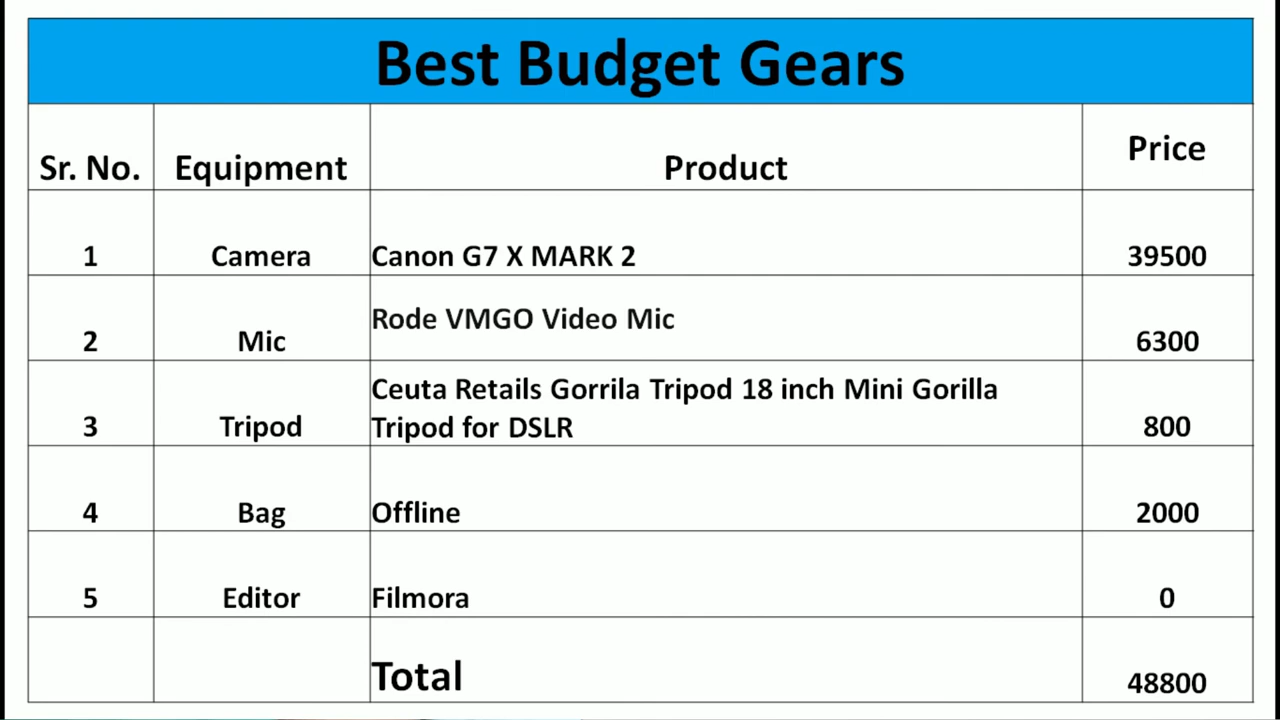 Best Budget Gears
Sr. No. Equipment Product Price
1 Camera Canon G7 X MARK 2 39500
2 Mic Rode VMGO Video Mic 6300
3 Tripod Ceuta Retails Gorrila Tripod 18 inch Mini Gorilla
Tripod for DSLR 800
4 Bag Offline 2000
5 Editor Filmora 0
Total 48800